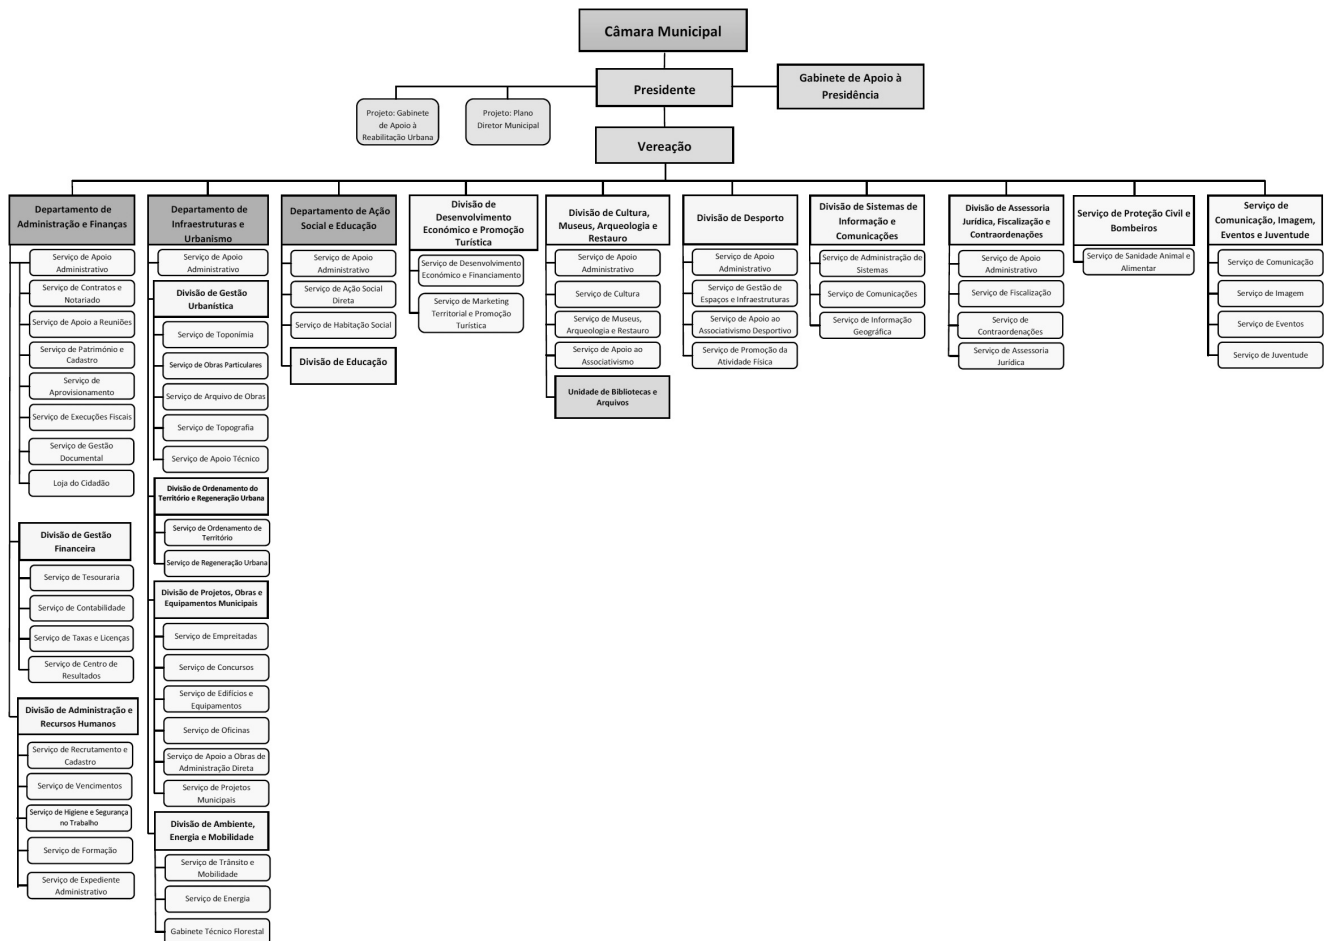 Câmara Municipal
Presidente
Gabinete de Apoio à
Presidência
Projeto: Gabinete
de Apoio à
Reabilitação Urbana
Projeto: Plano
Diretor Municipal
Vereação
Departamento de
Administração e Finanças
Serviço de Apoio
Administrativo
Serviço de Contratos e
Notariado
Serviço de Apoio a Reuniões
Serviço de Património e
Cadastro
Serviço de
Aprovisionamento
Serviço de Execuções Fiscais
Serviço de Gestão
Documental
Loja do Cidadão
Divisão de Gestão
Financeira
Serviço de Tesouraria
Serviço de Contabilidade
Serviço de Taxas e Licenças
Serviço de Centro de
Resultados
Divisão de Administração e
Recursos Humanos
Serviço de Recrutamento e
Cadastro
Serviço de Vencimentos
Serviço de Higiene e Segurança
no Trabalho
Serviço de Formação
Serviço de Expediente
Administrativo
Departamento de
Infraestruturas e
Urbanismo
Serviço de Apoio
Administrativo
Divisão de Gestão
Urbanística
Serviço de Toponímia
Serviço de Obras Particulares
Serviço de Arquivo de Obras
Serviço de Topografia
Serviço de Apoio Técnico
Divisão de Ordenamento do
Território e Regeneração Urbana
Serviço de Ordenamento de
Território
Serviço de Regeneração Urbana
Divisão de Projetos, Obras e
Equipamentos Municipais
Serviço de Empreitadas
Serviço de Concursos
Serviço de Edifícios e
Equipamentos
Serviço de Oficinas
Serviço de Apoio a Obras de
Administração Direta
Serviço de Projetos
Municipais
Divisão de Ambiente,
Energia e Mobilidade
Serviço de Trânsito e
Mobilidade
Serviço de Energia
Gabinete Técnico Florestal
Departamento de Ação
Social e Educação
Serviço de Apoio
Administrativo
Serviço de Ação Social
Direta
Serviço de Habitação Social
Divisão de Educação
Divisão de
Desenvolvimento
Económico e Promoção
Turística
Serviço de Desenvolvimento
Económico e Financiamento
Serviço de Marketing
Territorial e Promoção
Turística
Divisão de Cultura,
Museus, Arqueologia e
Restauro
Serviço de Apoio
Administrativo
Serviço de Cultura
Serviço de Museus,
Arqueologia e Restauro
Serviço de Apoio ao
Associativismo
Unidade de Bibliotecas e
Arquivos
Divisão de Desporto
Serviço de Apoio
Administrativo
Serviço de Gestão de
Espaços e Infraestruturas
Serviço de Apoio ao
Associativismo Desportivo
Serviço de Promoção da
Atividade Física
Divisão de Sistemas de
Informação e
Comunicações
Serviço de Administração de
Sistemas
Serviço de Comunicações
Serviço de Informação
Geográfica
Divisão de Assessoria
Jurídica, Fiscalização e
Contraordenações
Serviço de Apoio
Administrativo
Serviço de Fiscalização
Serviço de
Contraordenações
Serviço de Assessoria
Jurídica
Serviço de Proteção Civil e
Bombeiros
Serviço de Sanidade Animal e
Alimentar
Serviço de
Comunicação, Imagem,
Eventos e Juventude
Serviço de Comunicação
Serviço de Imagem
Serviço de Eventos
Serviço de Juventude